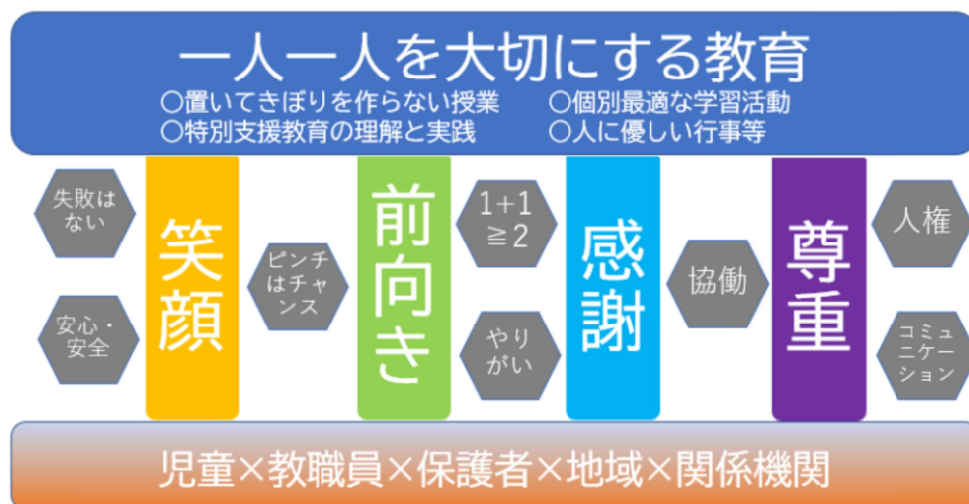 一人一人を大切にする教育
○置いてきぼりを作らない授業 ○個別最適な学習活動
○特別支援教育の理解と実践 ○人に優しい行事等
失敗は
ない
安心・
安全
笑顔
ピンチ
はチャ
ンス
前向き
1+1
≧2
やり
がい
感謝
協働
尊重
人権
コミュ
ニケー
ション
児童×教職員×保護者×地域×関係機関